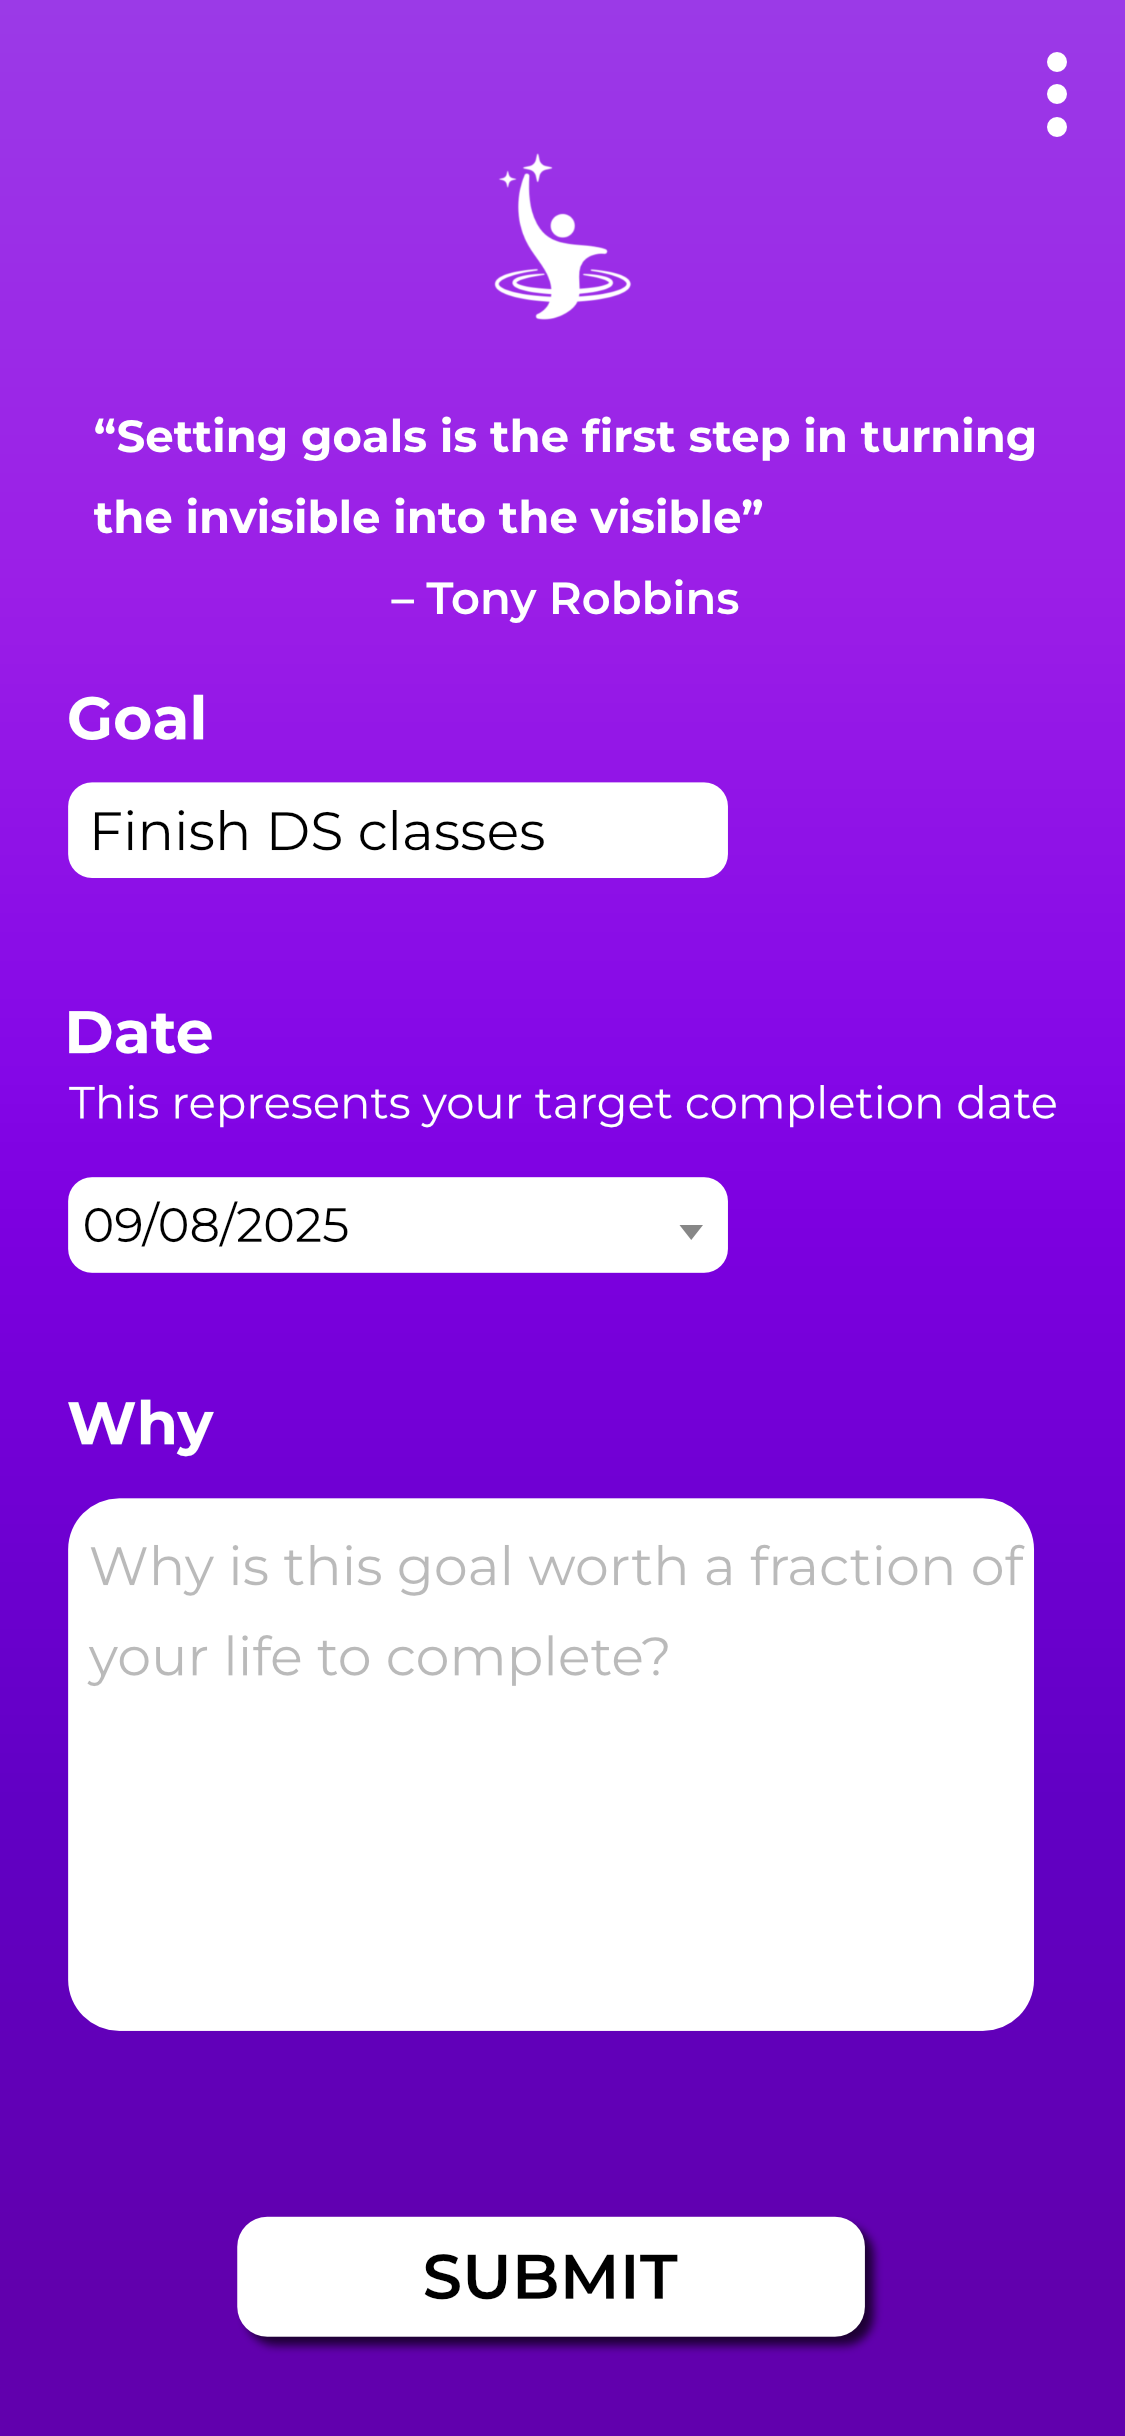 “Setting goals is the first step in turning
the invisible into the visible”
– Tony Robbins
Goal
Finish DS classes
Date
This represents your target completion date
09/08/2025
Why
Why is this goal worth a fraction of
your life to complete?
SUBMIT